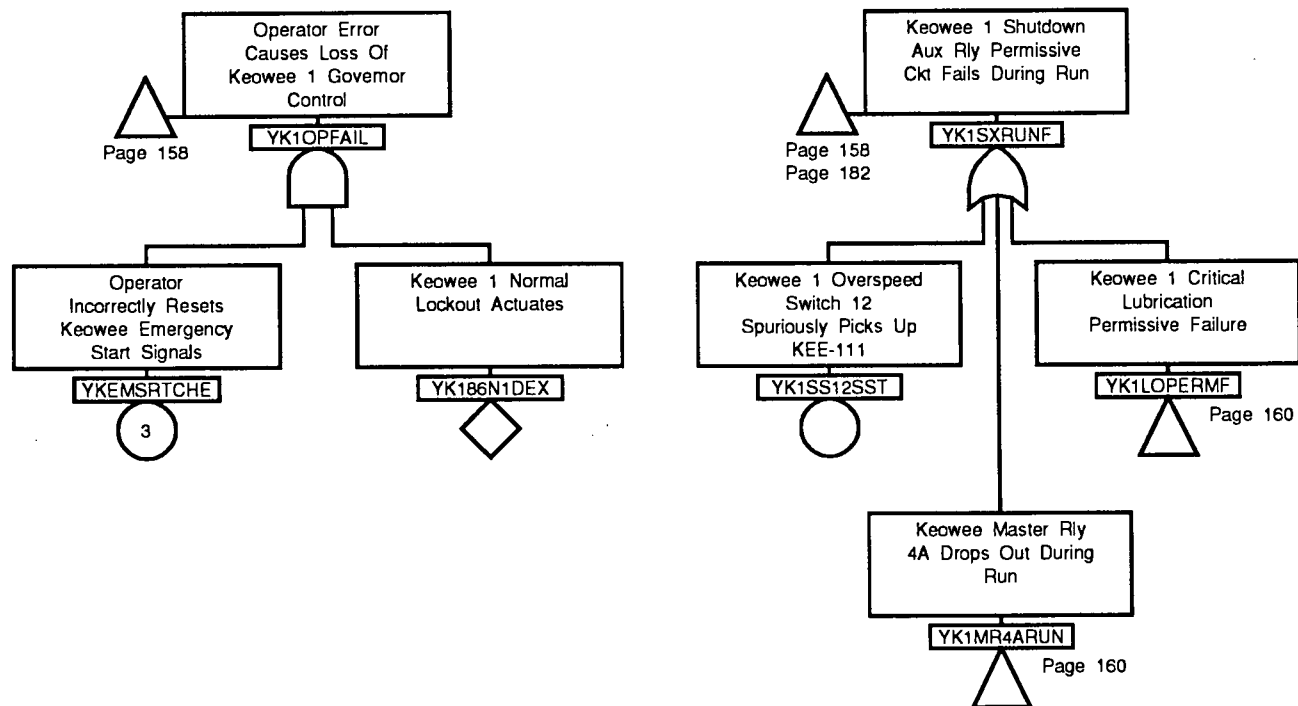 Operator Error
Causes Loss Of
Keowee 1 Governor
Control
YK1OPFAIL
Page 158
Operator
Incorrectly Resets
Keowee Emergency
Start Signals
YKEMSRTCHE
3
Keowee 1 Normal
Lockout Actuates
YK186N1DEX
Keowee 1 Shutdown
Aux Rly Permissive
Ckt Fails During Run
YK1SXRUNF
Page 158
Page 182
Keowee 1 Overspeed
Switch 12
Spuriously Picks Up
KEE-111
YK1SS12SST
Keowee 1 Critical
Lubrication
Permissive Failure
YK1LOPERMF
Page 160
Keowee Master Rly
4A Drops Out During
Run
YK1MR4ARUN
Page 160